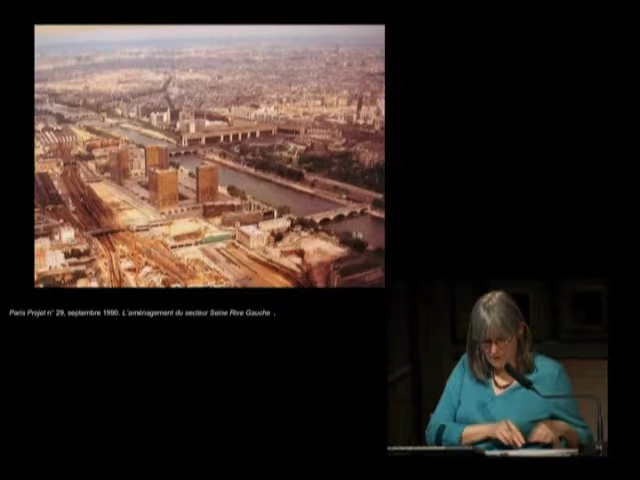 Paris Projet n° 29, septembre 1990. L'aménagement du secteur Seine Rive Gauche .